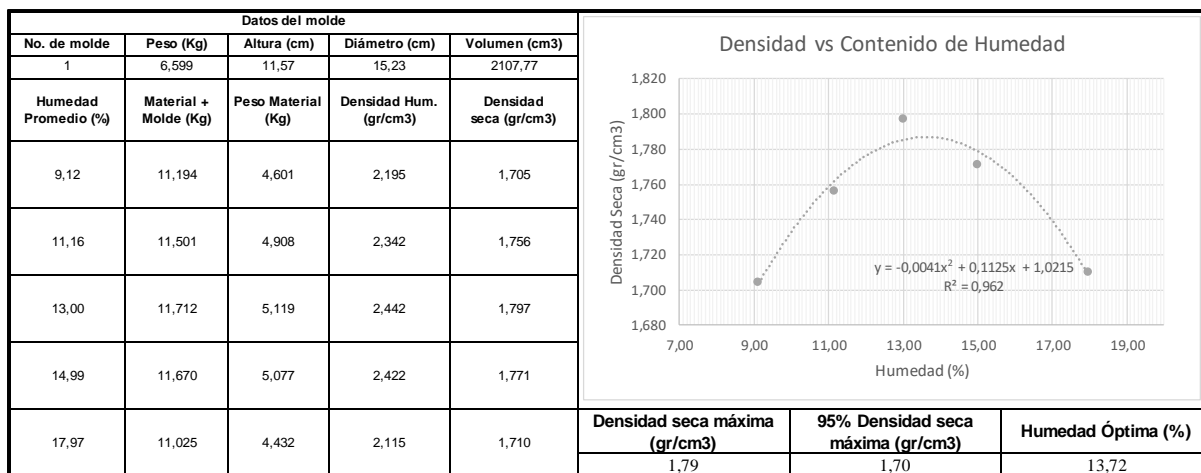 Datos del molde
No. de molde Peso (Kg) Altura (cm) Diámetro (cm) Volumen (cm3)
1 6,599 11,57 15,23 2107,77
Humedad Promedio (%) Material + Molde (Kg) Peso Material (Kg) Densidad Hum. (gr/cm3) Densidad seca (gr/cm3)
9,12 11,194 4,601 2,195 1,705
11,16 11,501 4,908 2,342 1,756
13,00 11,712 5,119 2,442 1,797
14,99 11,670 5,077 2,422 1,771
17,97 11,025 4,432 2,115 1,710
Densidad vs Contenido de Humedad
Densidad Seca (gr/cm3)
1,820
1,800
1,780
1,760
1,740
1,720
1,700
1,680
y = -0,0041x² + 0,1125x + 1,0215
R² = 0,962
7,00 9,00 11,00 13,00 15,00 17,00 19,00
Humedad (%)
Densidad seca máxima (gr/cm3) 95% Densidad seca máxima (gr/cm3) Humedad Óptima (%)
1,79 1,70 13,72